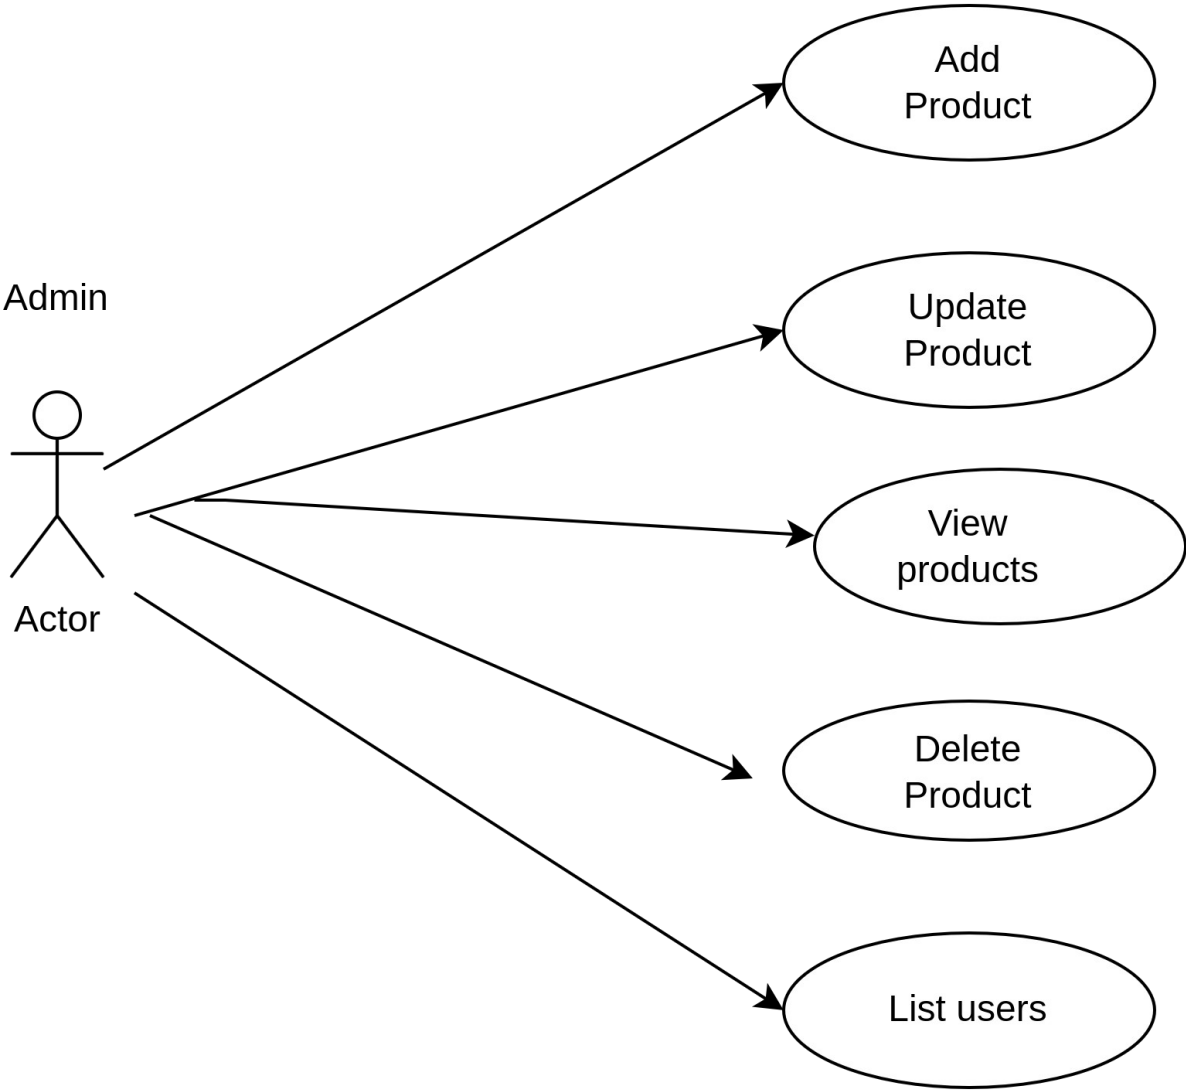 Add
Product
Admin
Update
Product
View
products
Actor
Delete
Product
List users